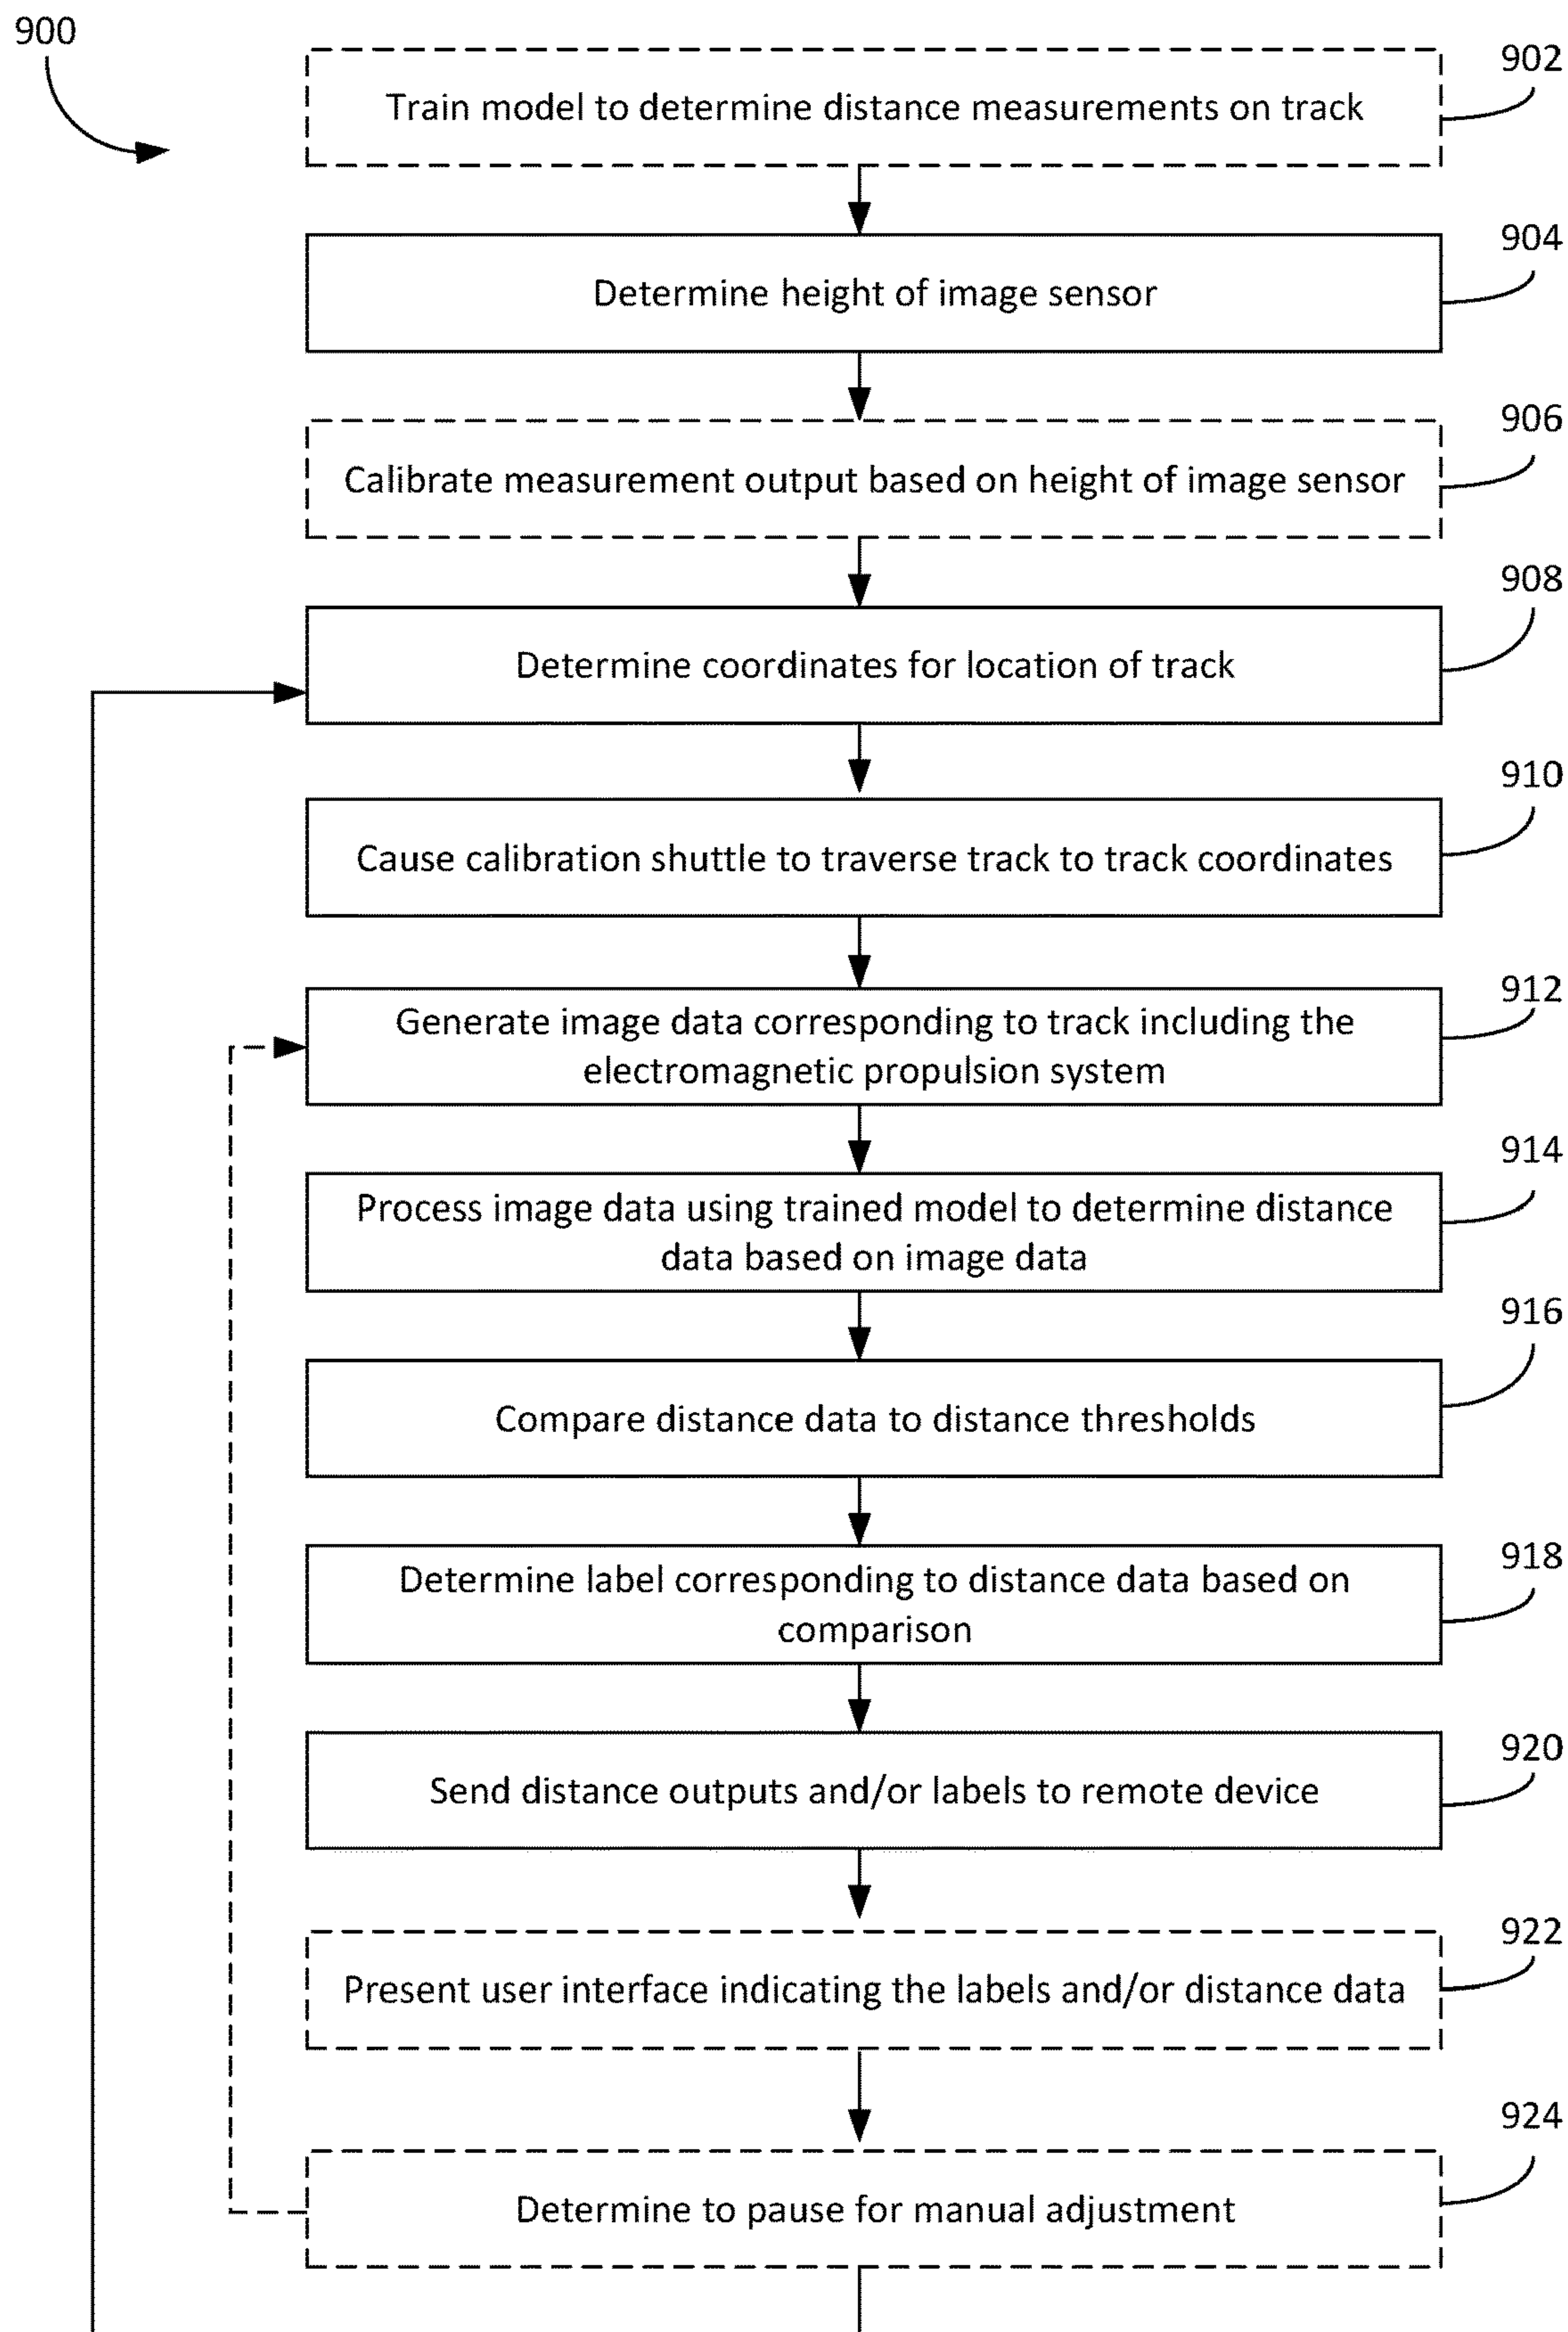 900
902
Train model to determine distance measurements on track
904
Determine height of image sensor
906
Calibrate measurement output based on height of image sensor
908
Determine coordinates for location of track
910
Cause calibration shuttle to traverse track to track coordinates
912
Generate image data corresponding to track including the
electromagnetic propulsion system
914
Process image data using trained model to determine distance
data based on image data
916
Compare distance data to distance thresholds
918
Determine label corresponding to distance data based on
comparison
920
Send distance outputs and/or labels to remote device
922
Present user interface indicating the labels and/or distance data
924
Determine to pause for manual adjustment